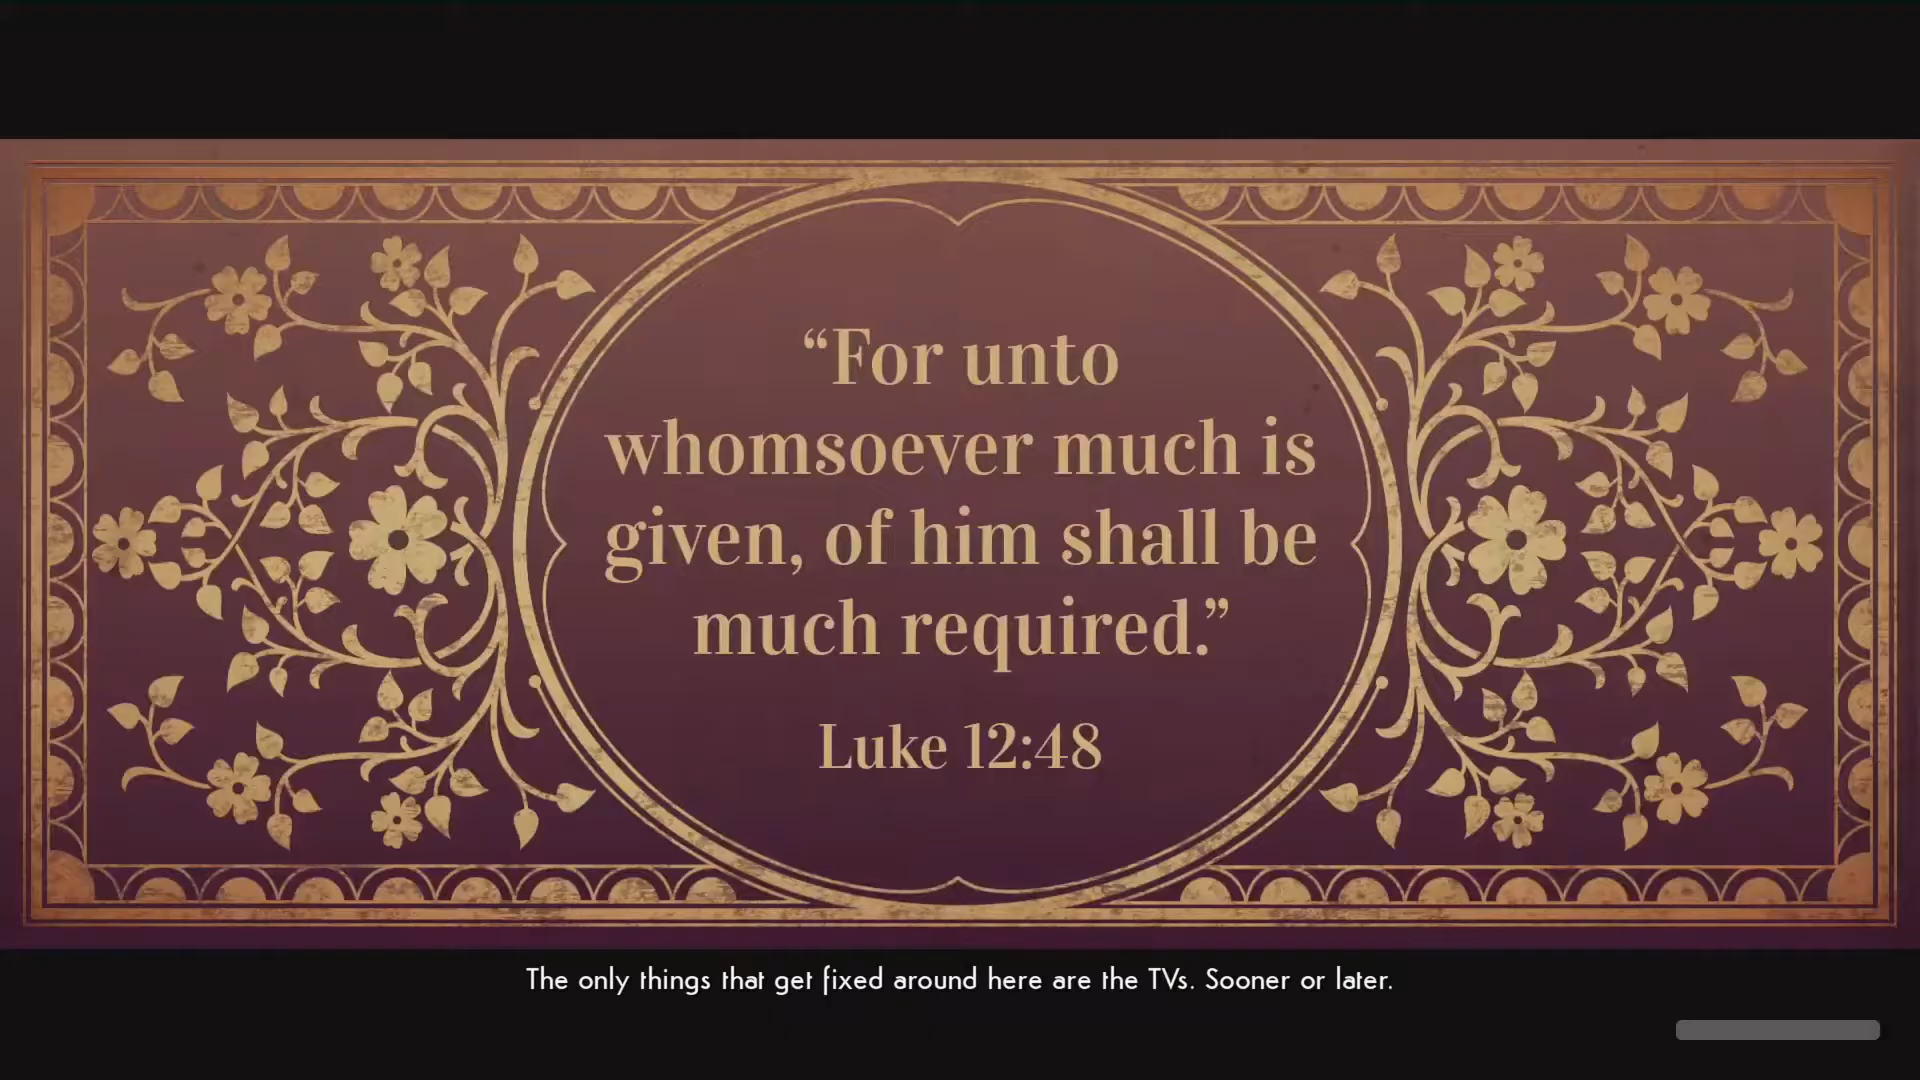 “For unto
whomsoever much is
given, of him shall be
much required.”
Luke 12:48
The only things that get fixed around here are the TVs. Sooner or later.